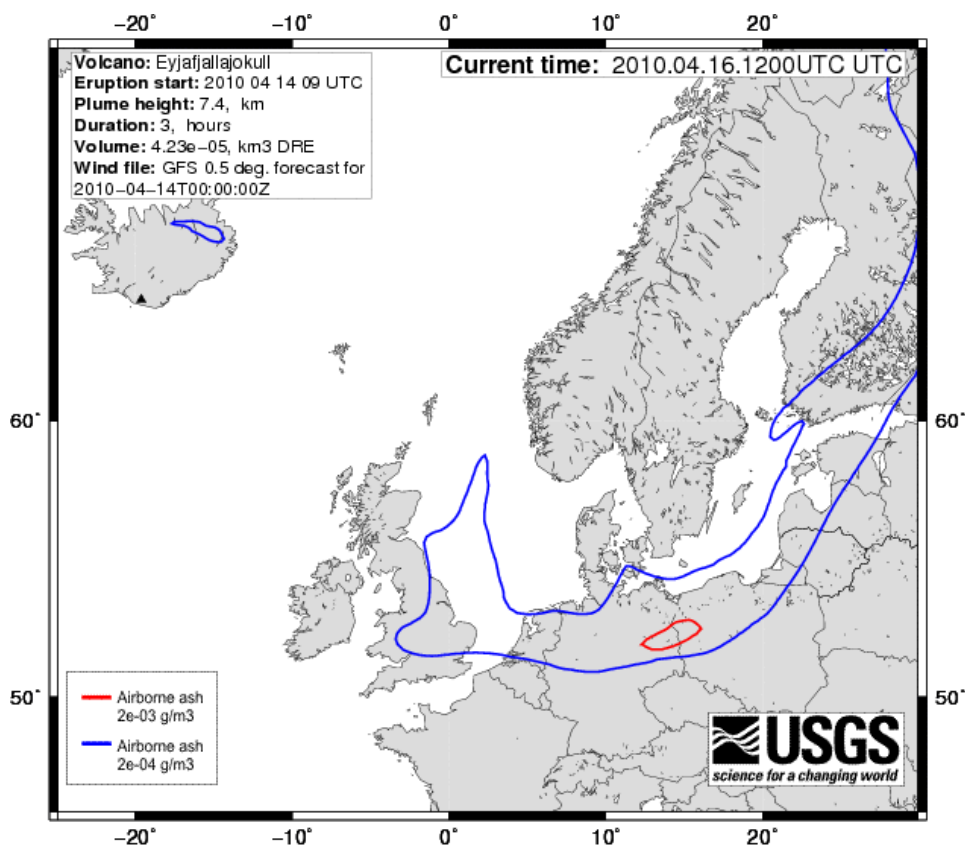 −20° −10° 0° 10° 20°
Volcano: Eyjafjallajokull
Eruption start: 2010 04 14 09 UTC
Plume height: 7.4, km
Duration: 3, hours
Volume: 4.23e−05, km3 DRE
Wind file: GFS 0.5 deg. forecast for
2010−04−14T00:00:00Z
Current time: 2010.04.16.1200UTC UTC
60° 60°
50° 50°
Airborne ash
2e-03 g/m3
Airborne ash
2e-04 g/m3
USGS
science for a changing world
−20° −10° 0° 10° 20°